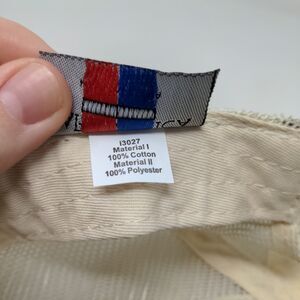 I3027
Material I
100% Cotton
Material II
100% Polyester